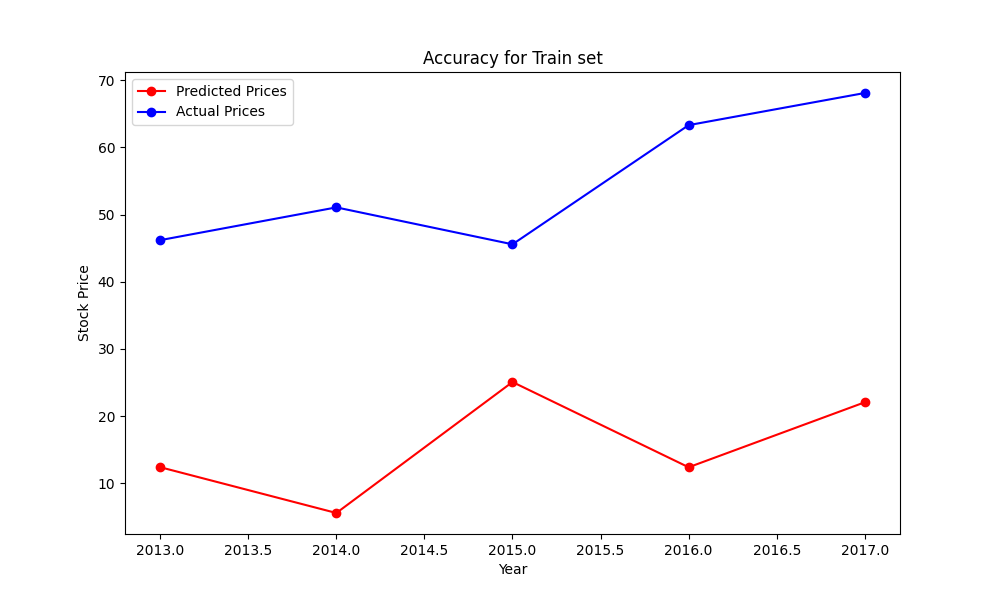 Accuracy for Train set
Predicted Prices
Actual Prices
70
60
50
40
30
20
10
Stock Price
2013.0 2013.5 2014.0 2014.5 2015.0 2015.5 2016.0 2016.5 2017.0
Year